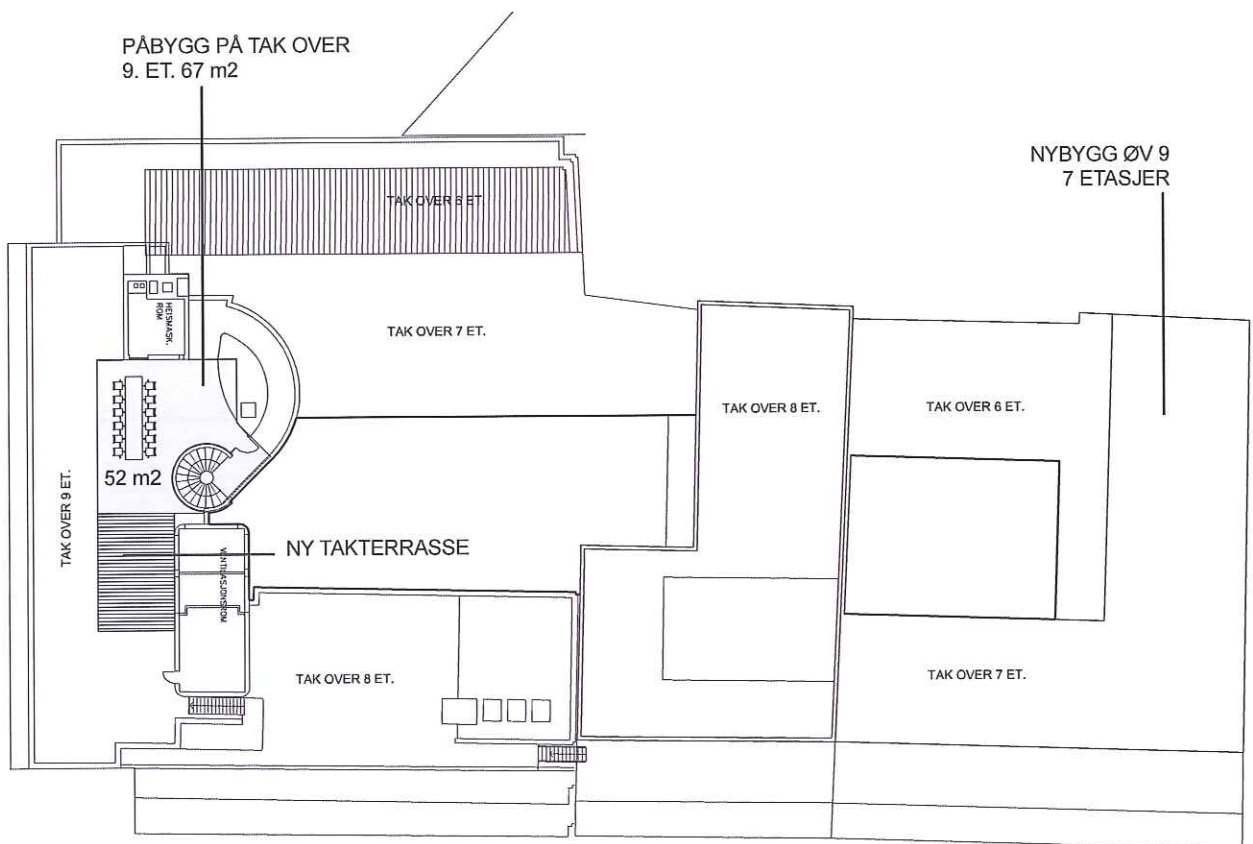 PÅBYGG PÅ TAK OVER
9. ET. 67 m2
NYBYGG ØV 9
7 ETASJER
TAK OVER 6 ET.
HEISMASK.
ROM
TAK OVER 7 ET.
TAK OVER 8 ET.
TAK OVER 6 ET.
52 m2
TAK OVER 9 ET.
NY TAKTERRASSE
VENTILASJONSROM
TAK OVER 8 ET.
TAK OVER 7 ET.